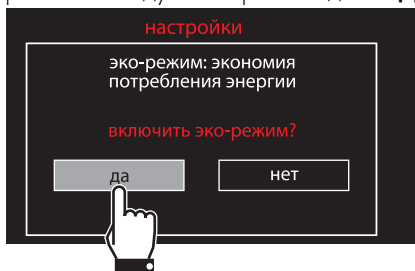 настройки
эко-режим: экономия
потребления энергии
включить эко-режим?
да
нет